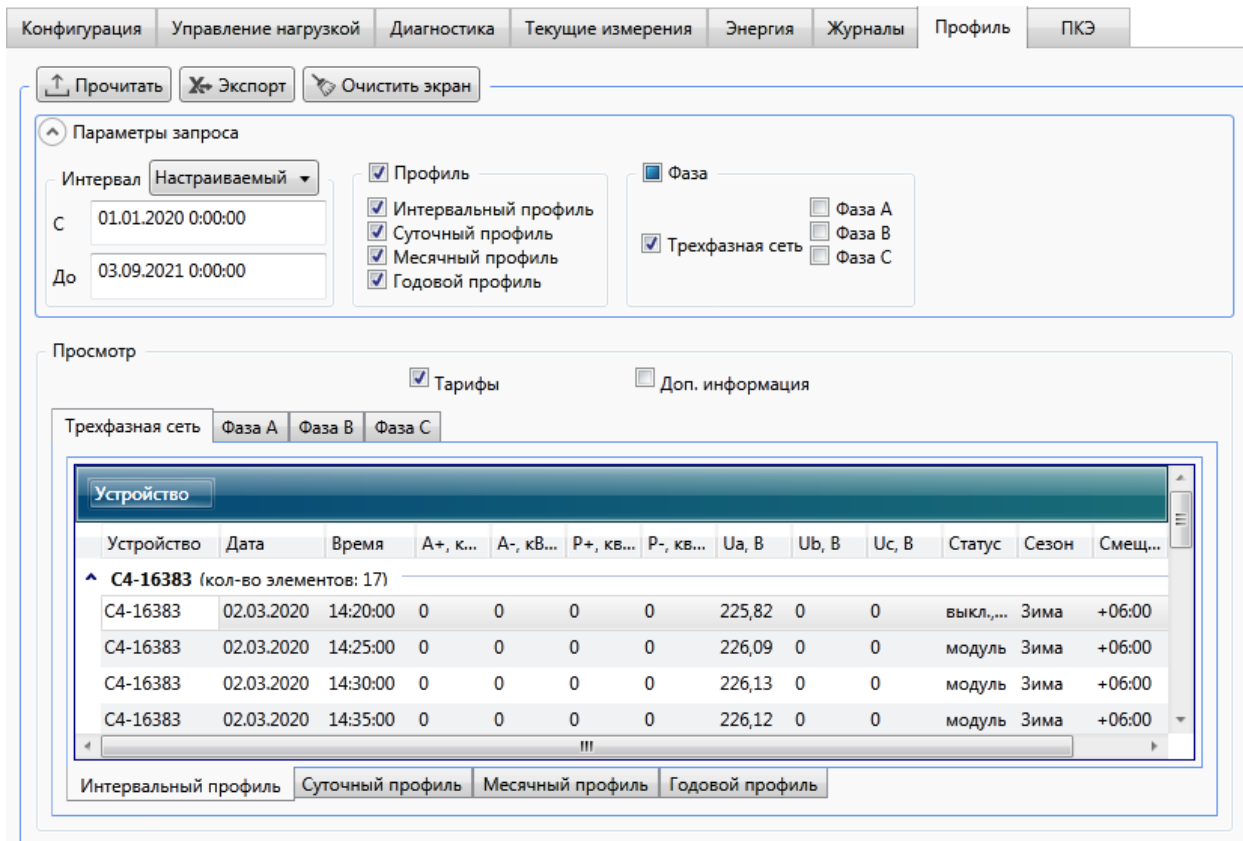 Конфигурация Управление нагрузкой Диагностика Текущие измерения Энергия Журналы Профиль ПКЭ
Прочитать Экспорт Очистить экран
Параметры запроса
Интервал Настраиваемый
С 01.01.2020 0:00:00
До 03.09.2021 0:00:00
Профиль
Интервальный профиль
Суточный профиль
Месячный профиль
Годовой профиль
Фаза
Трехфазная сеть
Фаза A
Фаза B
Фаза C
Просмотр
Тарифы Доп. информация
Трехфазная сеть Фаза A Фаза B Фаза C
Устройство
Устройство Дата Время A+, к... A-, кВ... P+, кв... P-, кв... Ua, В Ub, В Uc, В Статус Сезон Смещ...
C4-16383 (кол-во элементов: 17)
C4-16383 02.03.2020 14:20:00 0 0 0 0 225,82 0 0 выкл.,... Зима +06:00
C4-16383 02.03.2020 14:25:00 0 0 0 0 226,09 0 0 модуль Зима +06:00
C4-16383 02.03.2020 14:30:00 0 0 0 0 226,13 0 0 модуль Зима +06:00
C4-16383 02.03.2020 14:35:00 0 0 0 0 226,12 0 0 модуль Зима +06:00
Интервальный профиль Суточный профиль Месячный профиль Годовой профиль